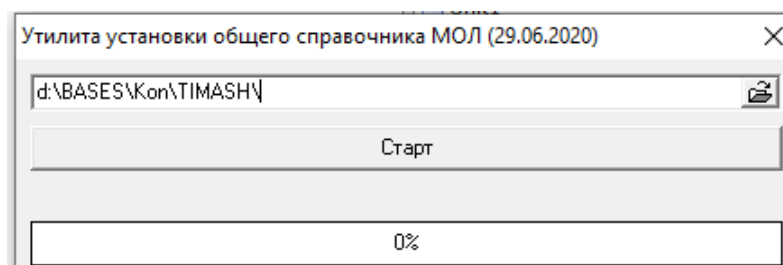 Утилита установки общего справочника МОЛ (29.06.2020)
d:\BASES\Kon\TIMASH\
Старт
0%